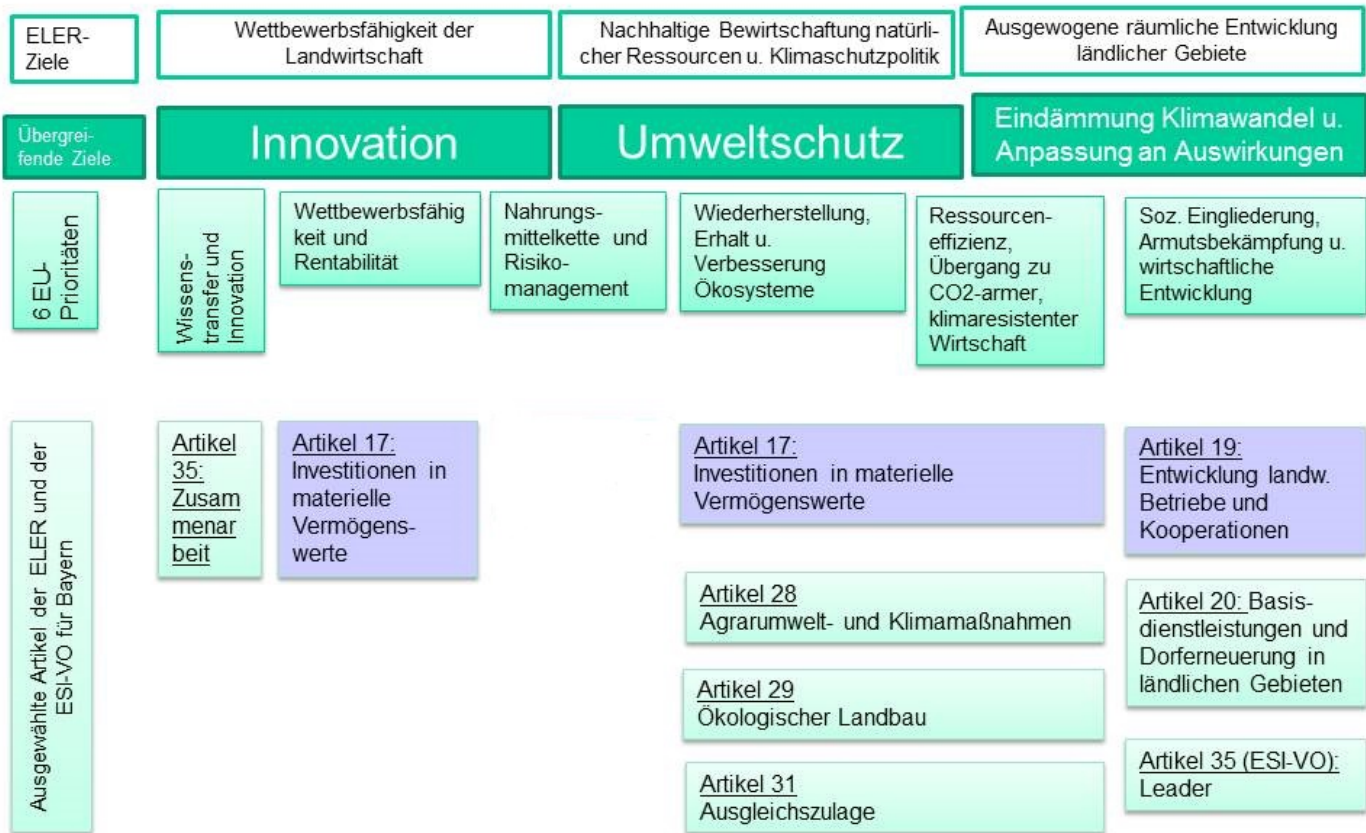 ELER-
Ziele
Wettbewerbsfähigkeit der
Landwirtschaft
Nachhaltige Bewirtschaftung natürli-
cher Ressourcen u. Klimaschutzpolitik
Ausgewogene räumliche Entwicklung
ländlicher Gebiete
Übergrei-
fende Ziele
Innovation
Umweltschutz
Eindämmung Klimawandel u.
Anpassung an Auswirkungen
6 EU-
Prioritäten
Wissens-
transfer und
Innovation
Wettbewerbsfähig
keit und
Rentabilität
Nahrungs-
mittelkette und
Risiko-
management
Wiederherstellung,
Erhalt u.
Verbesserung
Ökosysteme
Ressourcen-
effizienz,
Übergang zu
CO2-armer,
klimaresistenter
Wirtschaft
Soz. Eingliederung,
Armutsbekämpfung u.
wirtschaftliche
Entwicklung
Ausgewählte Artikel der ELER und der
ESI-VO für Bayern
Artikel
35:
Zusam
menar
beit
Artikel 17:
Investitionen in
materielle
Vermögens-
werte
Artikel 17:
Investitionen in materielle
Vermögenswerte
Artikel 28
Agrarumwelt- und Klimamaßnahmen
Artikel 29
Ökologischer Landbau
Artikel 31
Ausgleichszulage
Artikel 19:
Entwicklung landw.
Betriebe und
Kooperationen
Artikel 20: Basis-
dienstleistungen und
Dorferneuerung in
ländlichen Gebieten
Artikel 35 (ESI-VO):
Leader